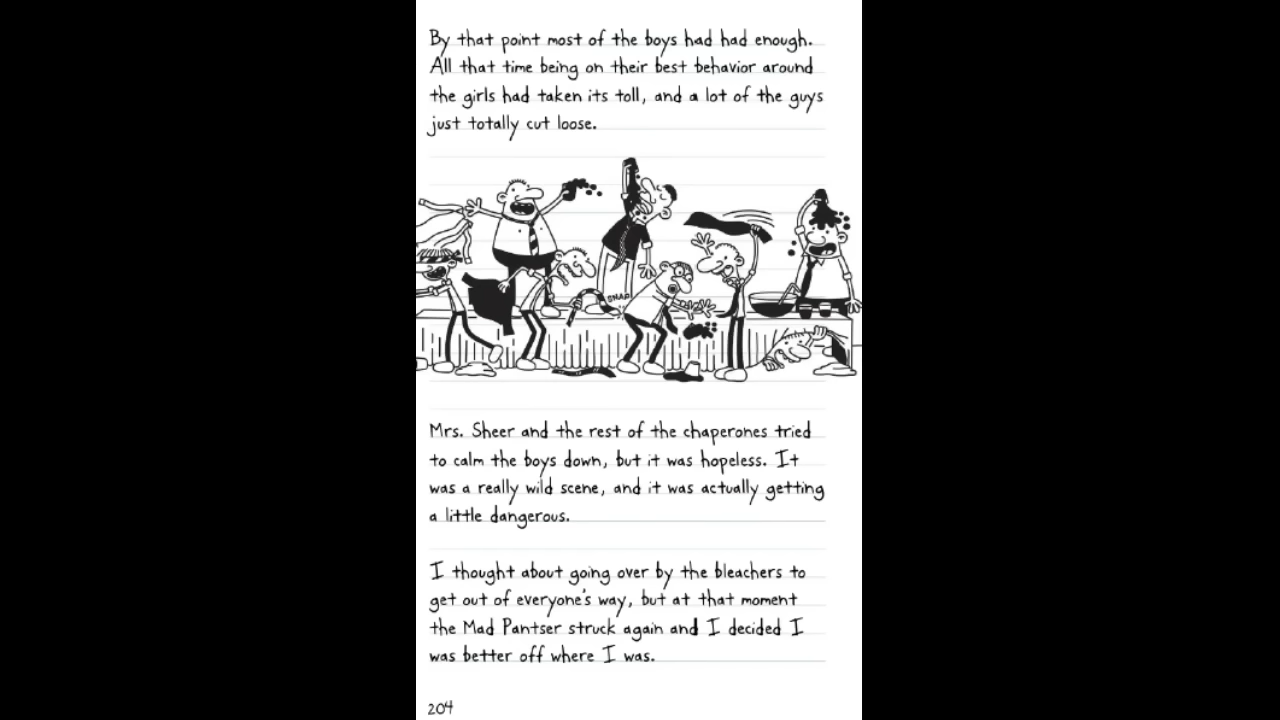 By that point most of the boys had had enough.
All that time being on their best behavior around
the girls had taken its toll, and a lot of the guys
just totally cut loose.
SNAP
Mrs. Sheer and the rest of the chaperones tried
to calm the boys down, but it was hopeless. It
was a really wild scene, and it was actually getting
a little dangerous.
I thought about going over by the bleachers to
get out of everyone's way, but at that moment
the Mad Pantser struck again and I decided I
was better off where I was.
204